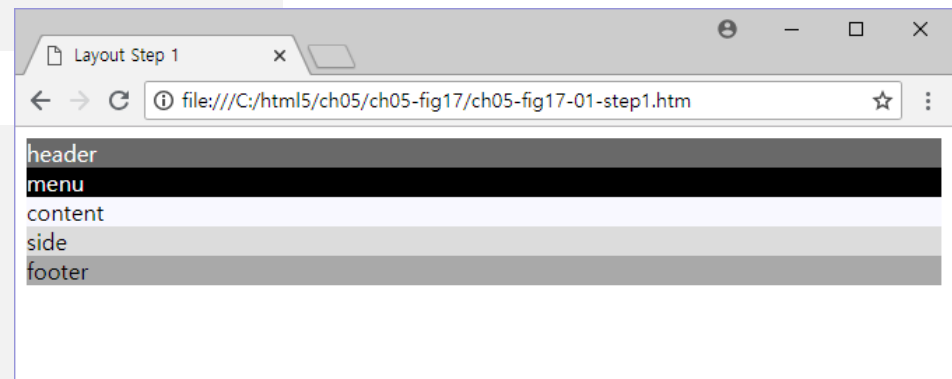 Layout Step 1
file:///C:/html5/ch05/ch05-fig17/ch05-fig17-01-step1.htm
header
menu
content
side
footer